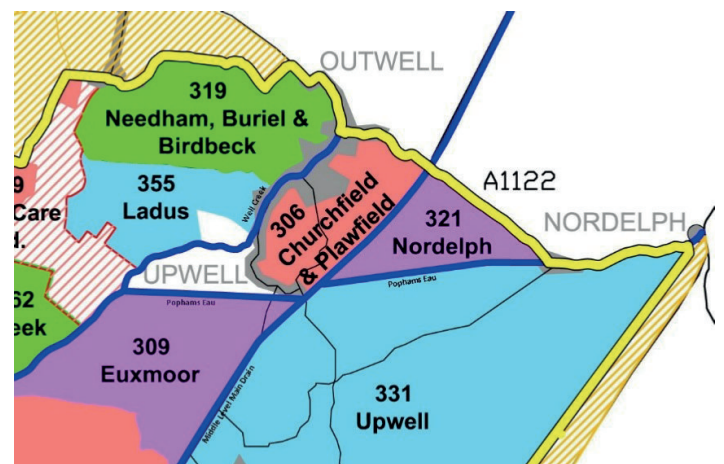 OUTWELL
319
Needham, Buriel &
Birdbeck
A1122
355
Ladus
Well Creek
306
Churchfield
& Plawfield
321
Nordelph
NORDELPH
9
Care
d.
UPWELL
Pophams Eau
Pophams Eau
62
eek
309
Euxmoor
Middle Level Main Drain
331
Upwell